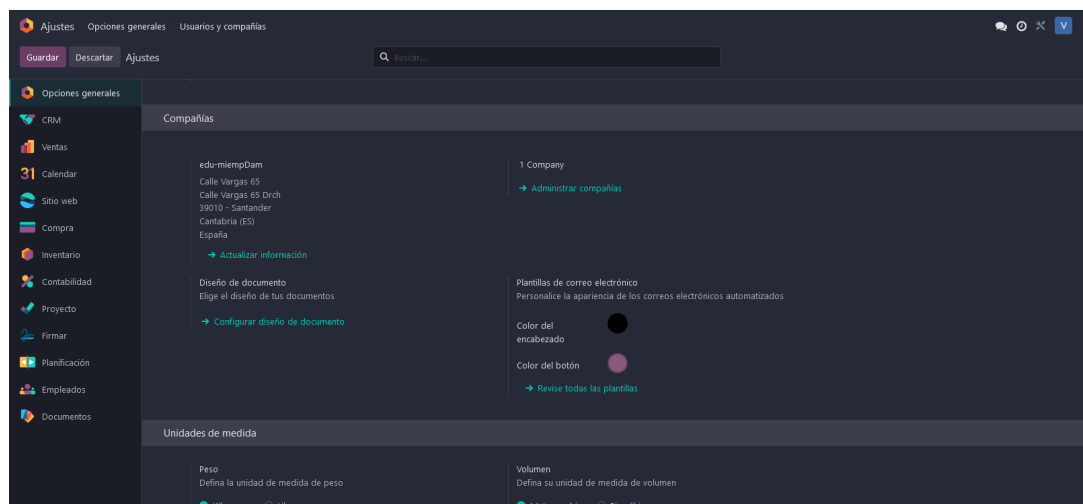 Ajustes Opciones generales Usuarios y compañías V
Guardar Descartar Ajustes Buscar...
Opciones generales
CRM
Ventas
31 Calendar
Sitio web
Compra
Inventario
Contabilidad
Proyecto
Firmar
Planificación
Empleados
Documentos
Compañías
edu-miempDam
Calle Vargas 65
Calle Vargas 65 Drch
39010 - Santander
Cantabria (ES)
España
→ Actualizar información
1 Company
→ Administrar compañías
Diseño de documento
Elige el diseño de tus documentos
→ Configurar diseño de documento
Plantillas de correo electrónico
Personalice la apariencia de los correos electrónicos automatizados
Color del
encabezado
Color del botón
→ Revise todas las plantillas
Unidades de medida
Peso
Defina la unidad de medida de peso
Volumen
Defina su unidad de medida de volumen